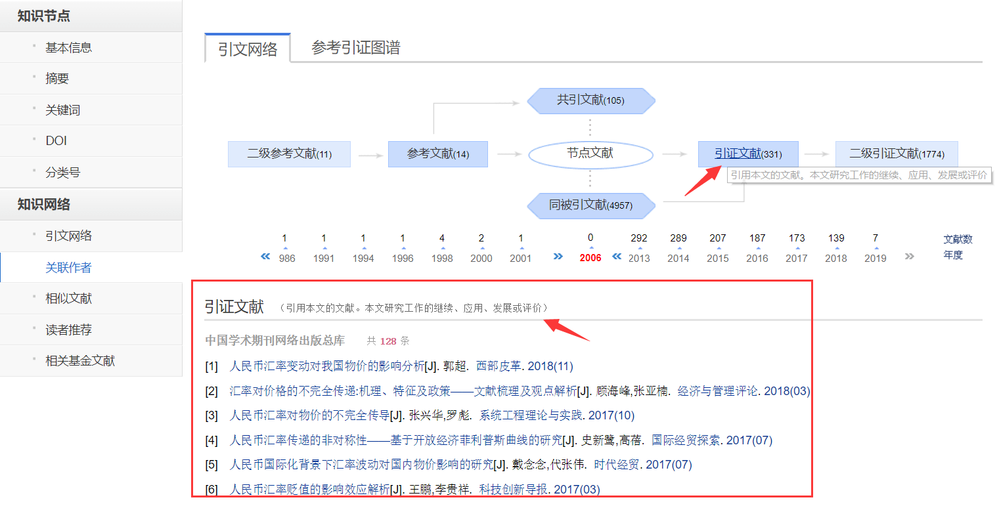 知识节点
基本信息
摘要
关键词
DOI
分类号
知识网络
引文网络
关联作者
相似文献
读者推荐
相关基金文献
引文网络 参考引证图谱
共引文献(105)
二级参考文献(11) 参考文献(14) 节点文献 引证文献(331) 二级引证文献(1774)
引用本文的文献。本文研究工作的继续、应用、发展或评价
同被引文献(4957)
1 1 1 1 4 2 1 0 292 289 207 187 173 139 7 文献数
« 986 1991 1994 1996 1998 2000 2001 » 2006 « 2013 2014 2015 2016 2017 2018 2019 » 年度
引证文献 （引用本文的文献。本文研究工作的继续、应用、发展或评价）
中国学术期刊网络出版总库 共 128 条
[1] 人民币汇率变动对我国物价的影响分析[J]. 郭超. 西部皮革. 2018(11)
[2] 汇率对价格的不完全传递:机理、特征及政策——文献梳理及观点解析[J]. 顾海峰,张亚楠. 经济与管理评论. 2018(03)
[3] 人民币汇率对物价的不完全传导[J]. 张兴华,罗彪. 系统工程理论与实践. 2017(10)
[4] 人民币汇率传递的非对称性——基于开放经济菲利普斯曲线的研究[J]. 史新鹭,高蓓. 国际经贸探索. 2017(07)
[5] 人民币国际化背景下汇率波动对国内物价影响的研究[J]. 戴念念,代张伟. 时代经贸. 2017(07)
[6] 人民币汇率贬值的影响效应解析[J]. 王鹏,李贵祥. 科技创新导报. 2017(03)